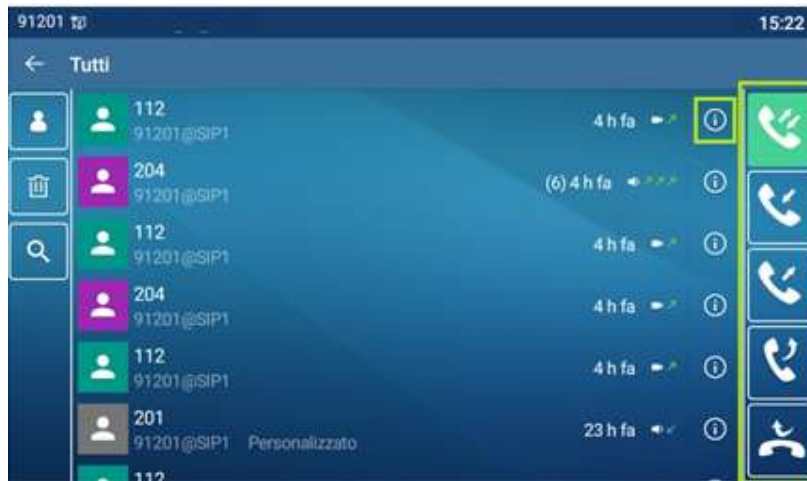 91201
15:22
Tutti
112
91201@SIP1
4 h fa
204
91201@SIP1
(6) 4 h fa
112
91201@SIP1
4 h fa
204
91201@SIP1
4 h fa
112
91201@SIP1
4 h fa
201
91201@SIP1 Personalizzato
23 h fa
112